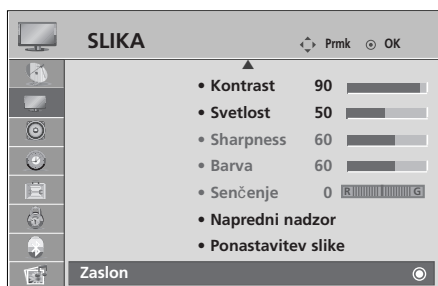 SLIKA Prmk OK
• Kontrast 90
• Svetlost 50
• Sharpness 60
• Barva 60
• Senčenje 0 R G
• Napredni nadzor
• Ponastavitev slike
Zaslon